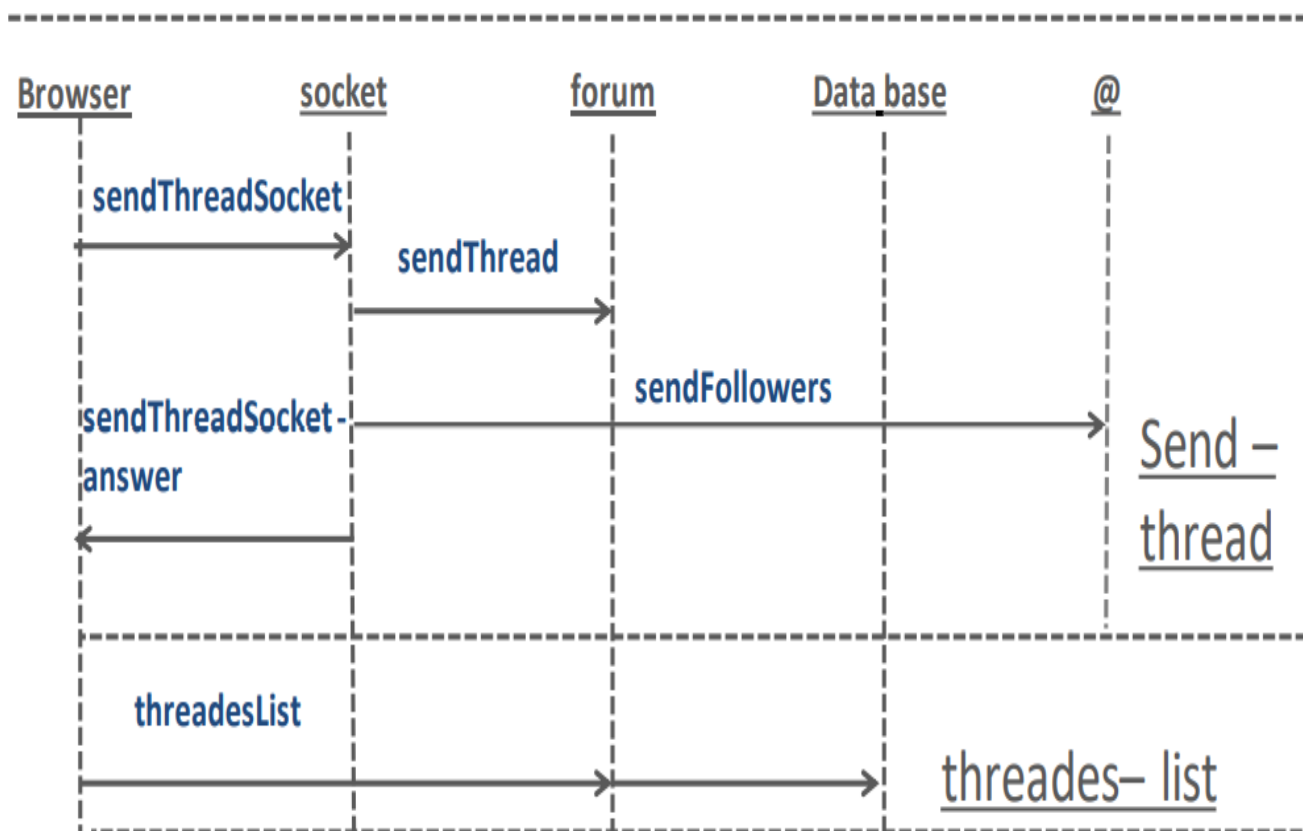 Browser
socket
forum
Data base
@
sendThreadSocket
sendThread
sendFollowers
sendThreadSocket -
answer
Send –
thread
threadesList
threades– list